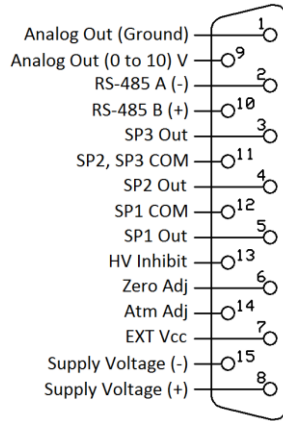 Analog Out (Ground) 1
Analog Out (0 to 10) V 9
RS-485 A (-) 2
RS-485 B (+) 10
SP3 Out 3
SP2, SP3 COM 11
SP2 Out 4
SP1 COM 12
SP1 Out 5
HV Inhibit 13
Zero Adj 6
Atm Adj 14
EXT Vcc 7
Supply Voltage (-) 15
Supply Voltage (+) 8